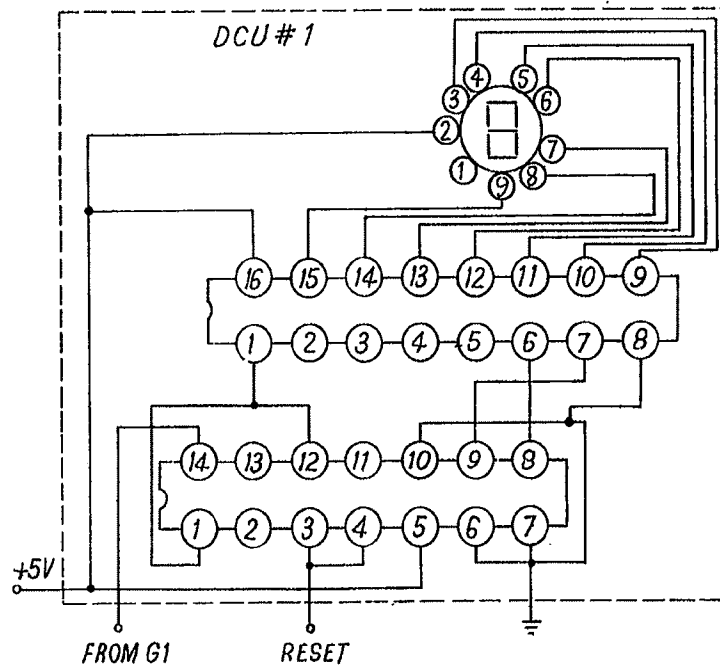 DCU # 1
3 4 5 6
2 7
1 9 8
16 15 14 13 12 11 10 9
1 2 3 4 5 6 7 8
14 13 12 11 10 9 8
1 2 3 4 5 6 7
+5V
FROM G1 RESET